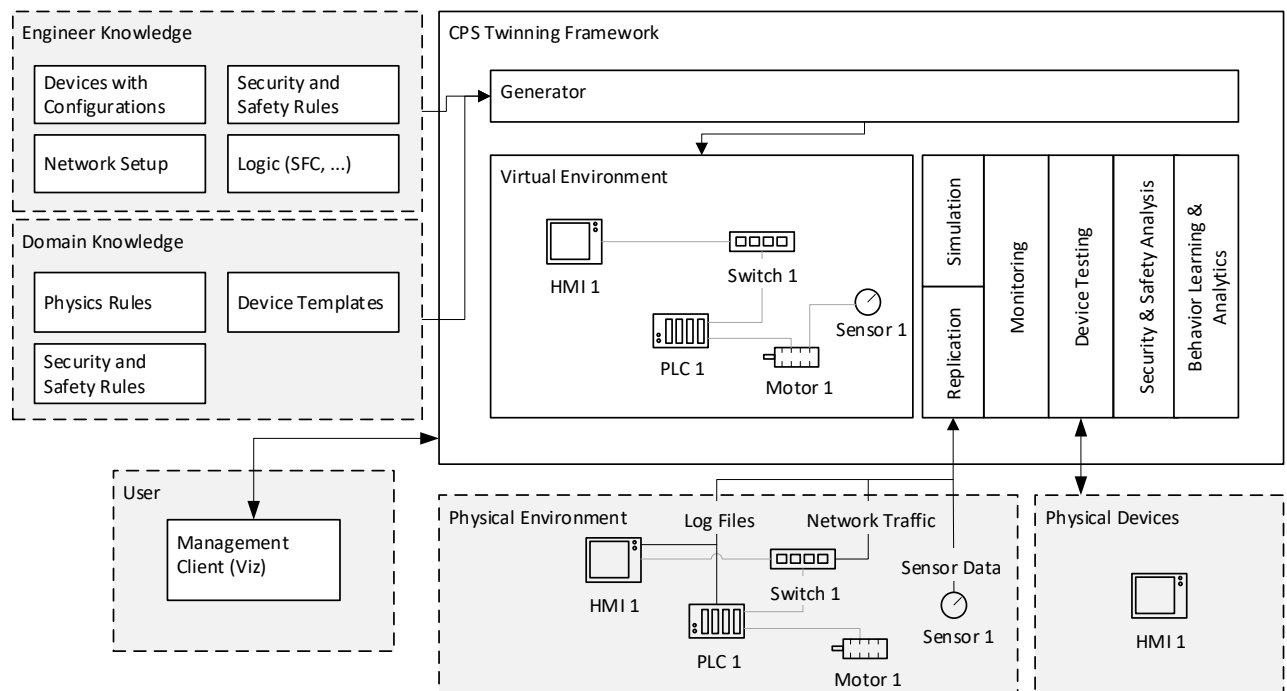 Engineer Knowledge
Devices with
Configurations
Security and
Safety Rules
Network Setup
Logic (SFC, ...)
Domain Knowledge
Physics Rules
Device Templates
Security and
Safety Rules
User
Management
Client (Viz)
CPS Twinning Framework
Generator
Virtual Environment
HMI 1
Switch 1
PLC 1
Motor 1
Sensor 1
Simulation
Replication
Monitoring
Device Testing
Security & Safety Analysis
Behavior Learning &
Analytics
Physical Environment
Log Files
Network Traffic
HMI 1
Switch 1
Sensor Data
PLC 1
Motor 1
Sensor 1
Physical Devices
HMI 1